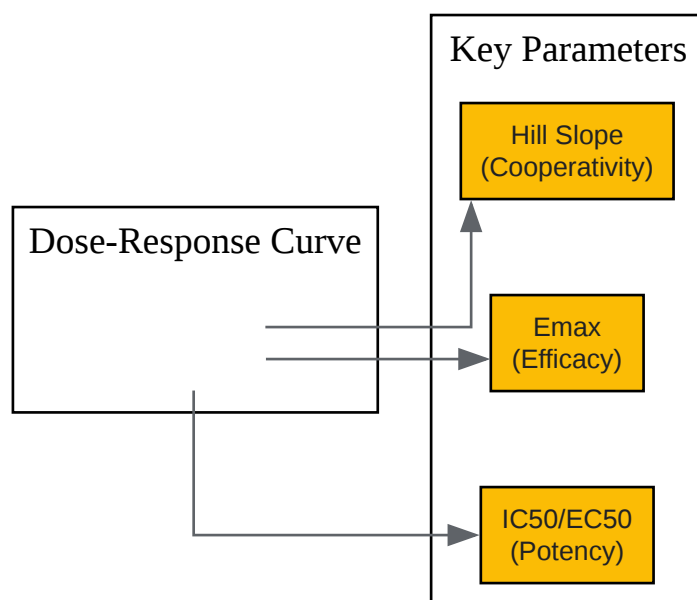 Key Parameters
Hill Slope
(Cooperativity)
Dose-Response Curve
Emax
(Efficacy)
IC50/EC50
(Potency)